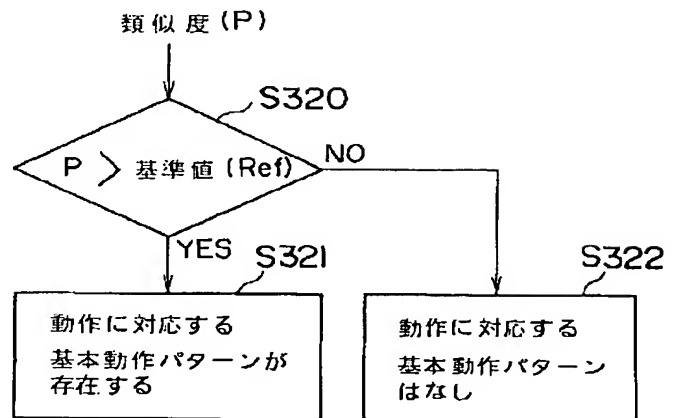 類似度(P)
S320
P > 基準値(Ref)
NO
YES
S321
S322
動作に対応する
基本動作パターンが
存在する
動作に対応する
基本動作パターン
はなし